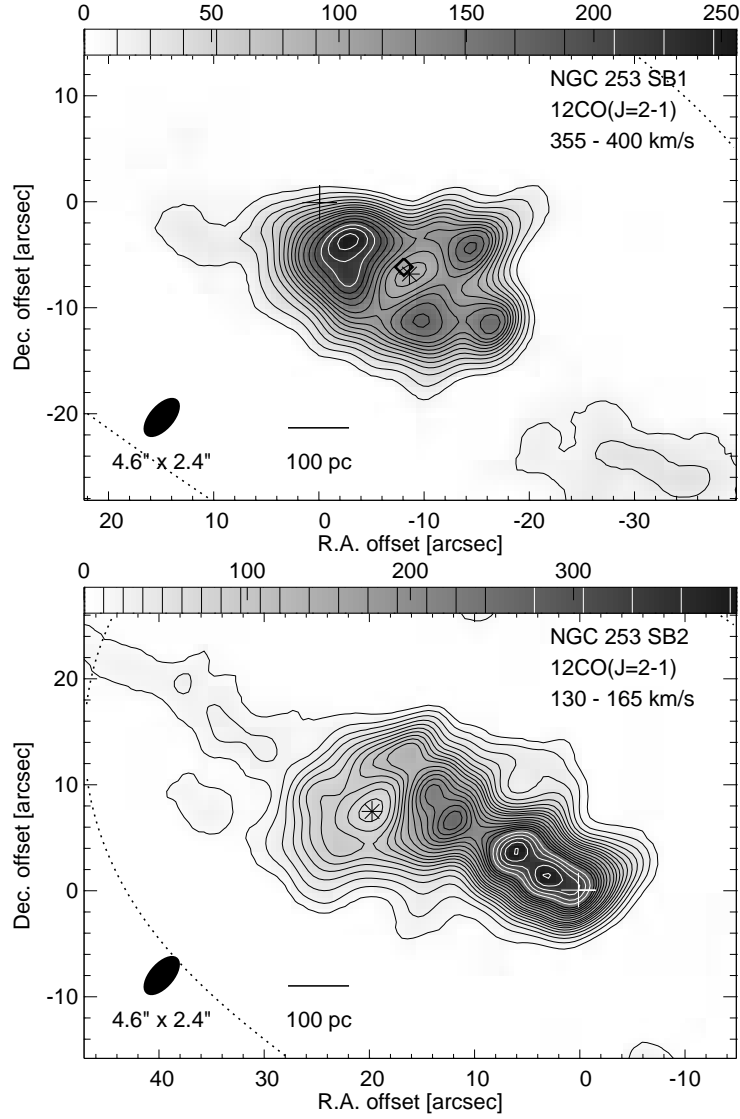 0 50 100 150 200 250
NGC 253 SB1
12CO(J=2-1)
355 - 400 km/s
10
0
-10
-20
Dec. offset [arcsec]
4.6" x 2.4"
100 pc
20 10 0 -10 -20 -30
R.A. offset [arcsec]
0 100 200 300
NGC 253 SB2
12CO(J=2-1)
130 - 165 km/s
20
10
0
-10
Dec. offset [arcsec]
4.6" x 2.4"
100 pc
40 30 20 10 0 -10
R.A. offset [arcsec]